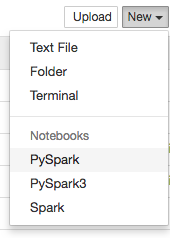 Upload New
Text File
Folder
Terminal
Notebooks
PySpark
PySpark3
Spark